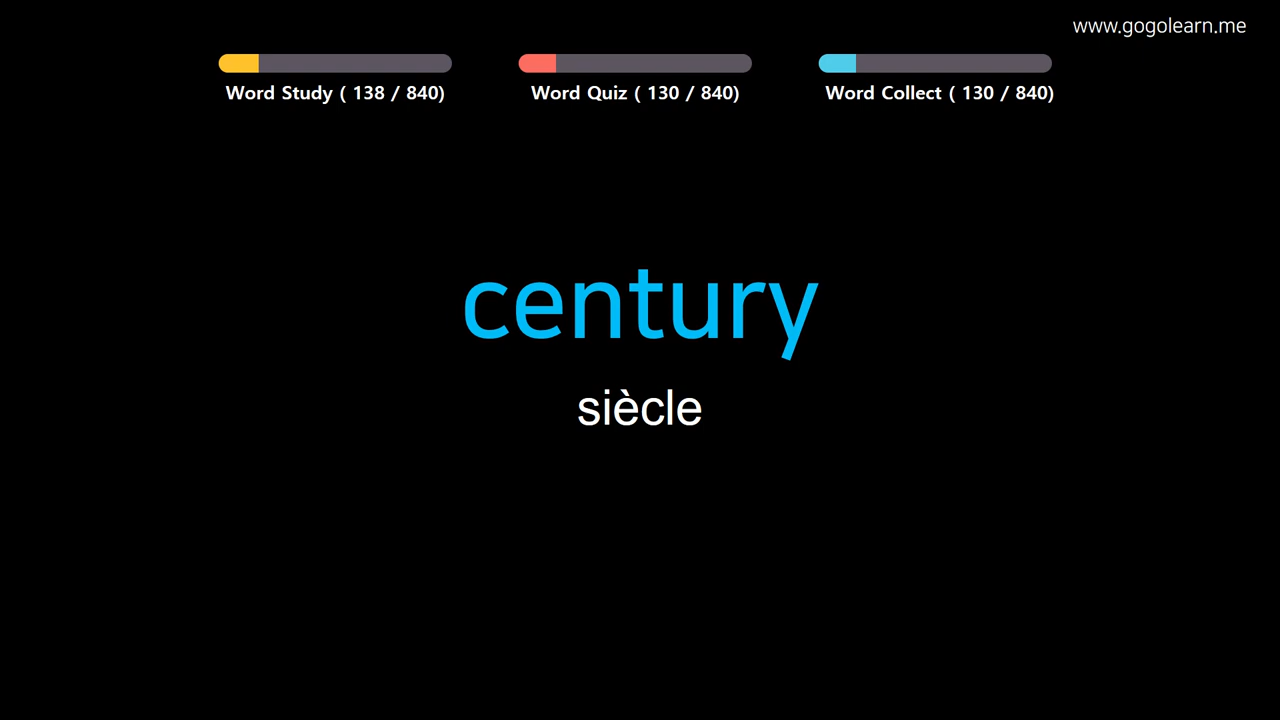 www.gogolearn.me
Word Study ( 138 / 840)
Word Quiz ( 130 / 840)
Word Collect ( 130 / 840)
century
siècle